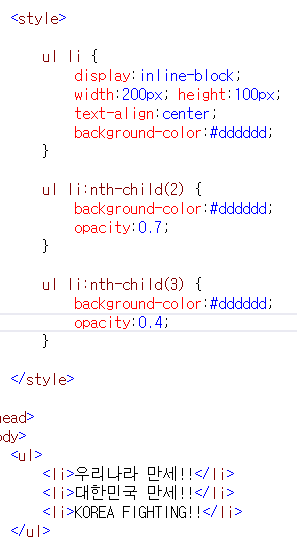 <style>
ul li {
display:inline-block;
width:200px; height:100px;
text-align:center;
background-color:#dddddd;
}
ul li:nth-child(2) {
background-color:#dddddd;
opacity:0.7;
}
ul li:nth-child(3) {
background-color:#dddddd;
opacity:0.4;
}
</style>
ead>
ody>
<ul>
<li>우리나라 만세!!</li>
<li>대한민국 만세!!</li>
<li>KOREA FIGHTING!!</li>
</ul>